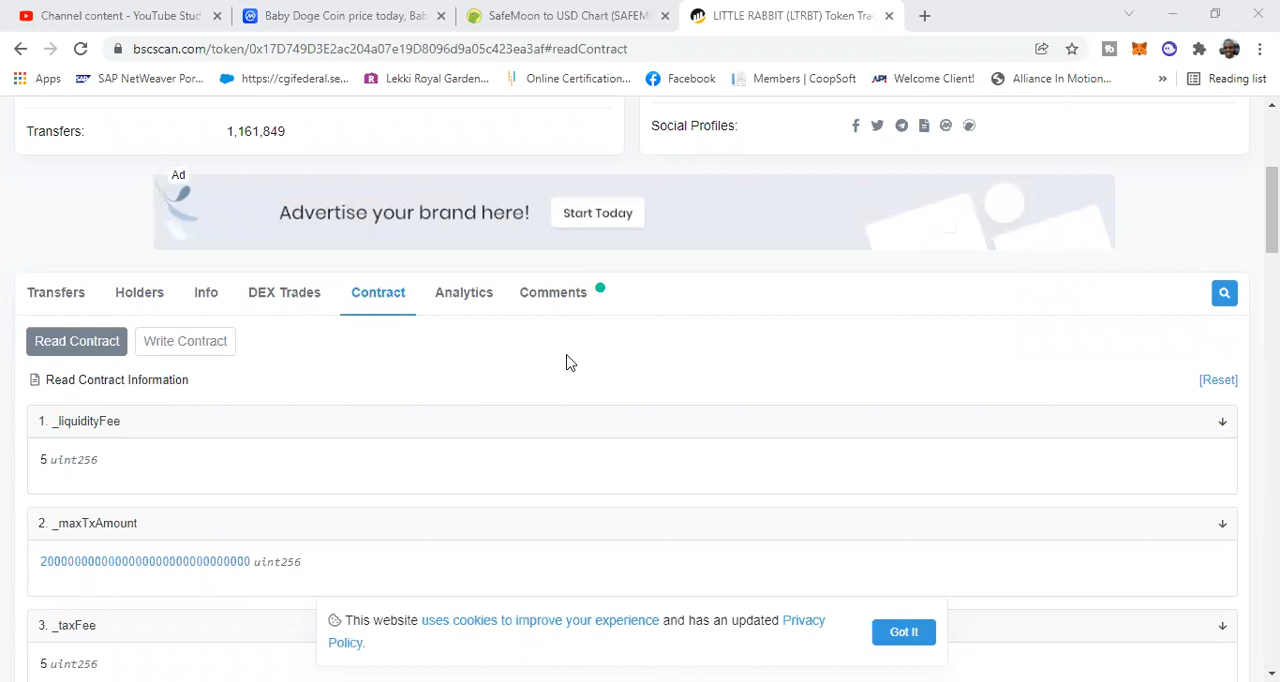 Channel content - YouTube Stud
Baby Doge Coin price today, Bab
SafeMoon to USD Chart (SAFEMO
LITTLE RABBIT (LTRBT) Token Tra
bscscan.com/token/0x17D749D3E2ac204a07e19D8096d9a05c423ea3af#readContract
Apps
SAP NetWeaver Por...
https://cgifederal.se...
Lekki Royal Garden...
Online Certification...
Facebook
Members | CoopSoft
API
Welcome Client!
Alliance In Motion...
»
Reading list
Transfers:
1,161,849
Social Profiles:
Ad
Advertise your brand here!
Start Today
Transfers
Holders
Info
DEX Trades
Contract
Analytics
Comments
Read Contract
Write Contract
Read Contract Information
[Reset]
1. _liquidityFee
5 uint256
2. _maxTxAmount
uint256
3. _taxFee
5 uint256
This website uses cookies to improve your experience and has an updated Privacy
Policy.
Got It